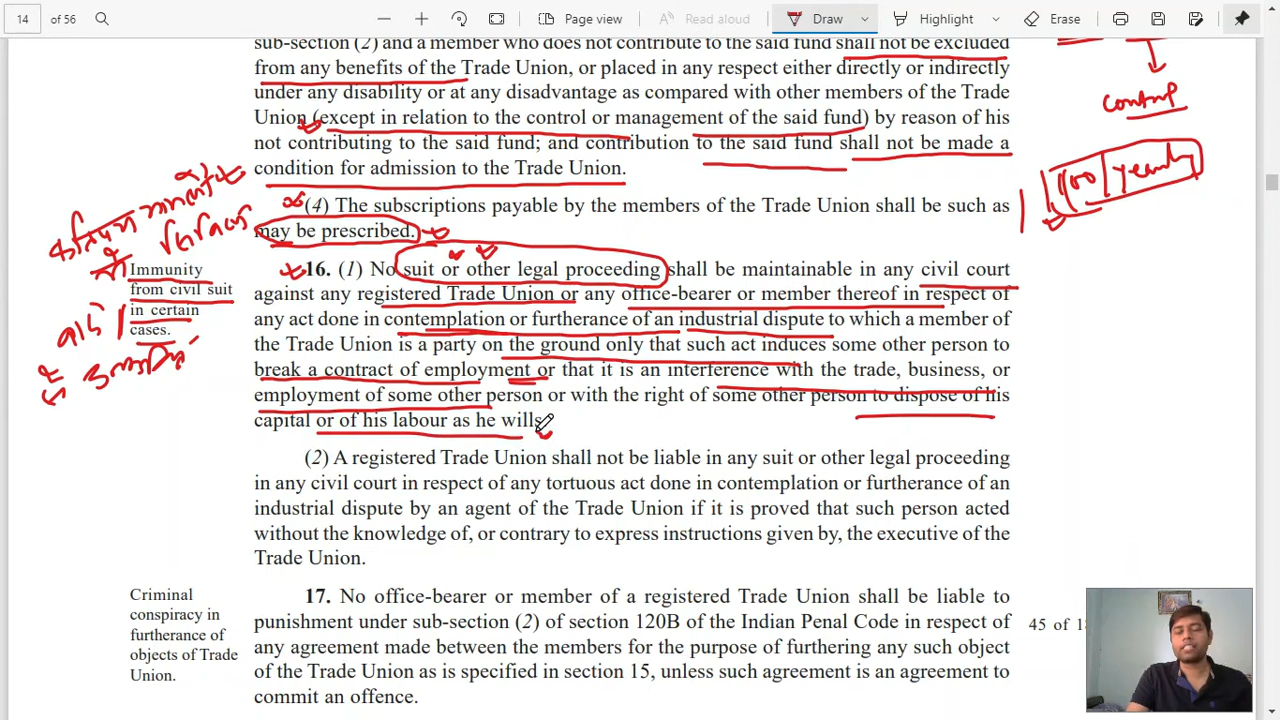 14 of 56
Page view
Read aloud
Draw
Highlight
Erase
sub-section (2) and a member who does not contribute to the said fund shall not be excluded
from any benefits of the Trade Union, or placed in any respect either directly or indirectly
under any disability or at any disadvantage as compared with other members of the Trade
Union (except in relation to the control or management of the said fund) by reason of his
not contributing to the said fund; and contribution to the said fund shall not be made a
condition for admission to the Trade Union.
control
yearly
(4) The subscriptions payable by the members of the Trade Union shall be such as
may be prescribed.
Immunity
from civil suit
in certain
cases.
16. (1) No suit or other legal proceeding shall be maintainable in any civil court
against any registered Trade Union or any office-bearer or member thereof in respect of
any act done in contemplation or furtherance of an industrial dispute to which a member of
the Trade Union is a party on the ground only that such act induces some other person to
break a contract of employment or that it is an interference with the trade, business, or
employment of some other person or with the right of some other person to dispose of his
capital or of his labour as he wills.
(2) A registered Trade Union shall not be liable in any suit or other legal proceeding
in any civil court in respect of any tortuous act done in contemplation or furtherance of an
industrial dispute by an agent of the Trade Union if it is proved that such person acted
without the knowledge of, or contrary to express instructions given by, the executive of the
Trade Union.
Criminal
conspiracy in
furtherance of
objects of Trade
Union.
17. No office-bearer or member of a registered Trade Union shall be liable to
punishment under sub-section (2) of section 120B of the Indian Penal Code in respect of
any agreement made between the members for the purpose of furthering any such object
of the Trade Union as is specified in section 15, unless such agreement is an agreement to
commit an offence.
45 of 1